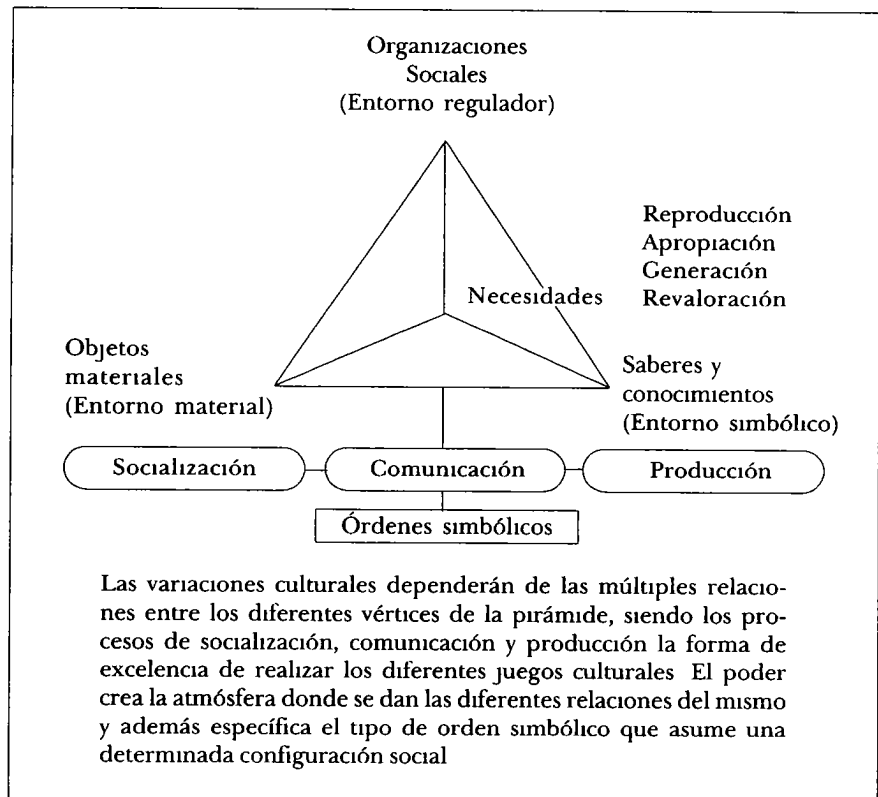 Organizaciones
Sociales
(Entorno regulador)
Reproducción
Apropiación
Generación
Revaloración
Necesidades
Objetos
materiales
(Entorno material)
Saberes y
conocimientos
(Entorno simbólico)
Socialización
Comunicación
Producción
Órdenes simbólicos
Las variaciones culturales dependerán de las múltiples relacio-
nes entre los diferentes vértices de la pirámide, siendo los pro-
cesos de socialización, comunicación y producción la forma de
excelencia de realizar los diferentes juegos culturales El poder
crea la atmósfera donde se dan las diferentes relaciones del mismo
y además específica el tipo de orden simbólico que asume una
determinada configuración social